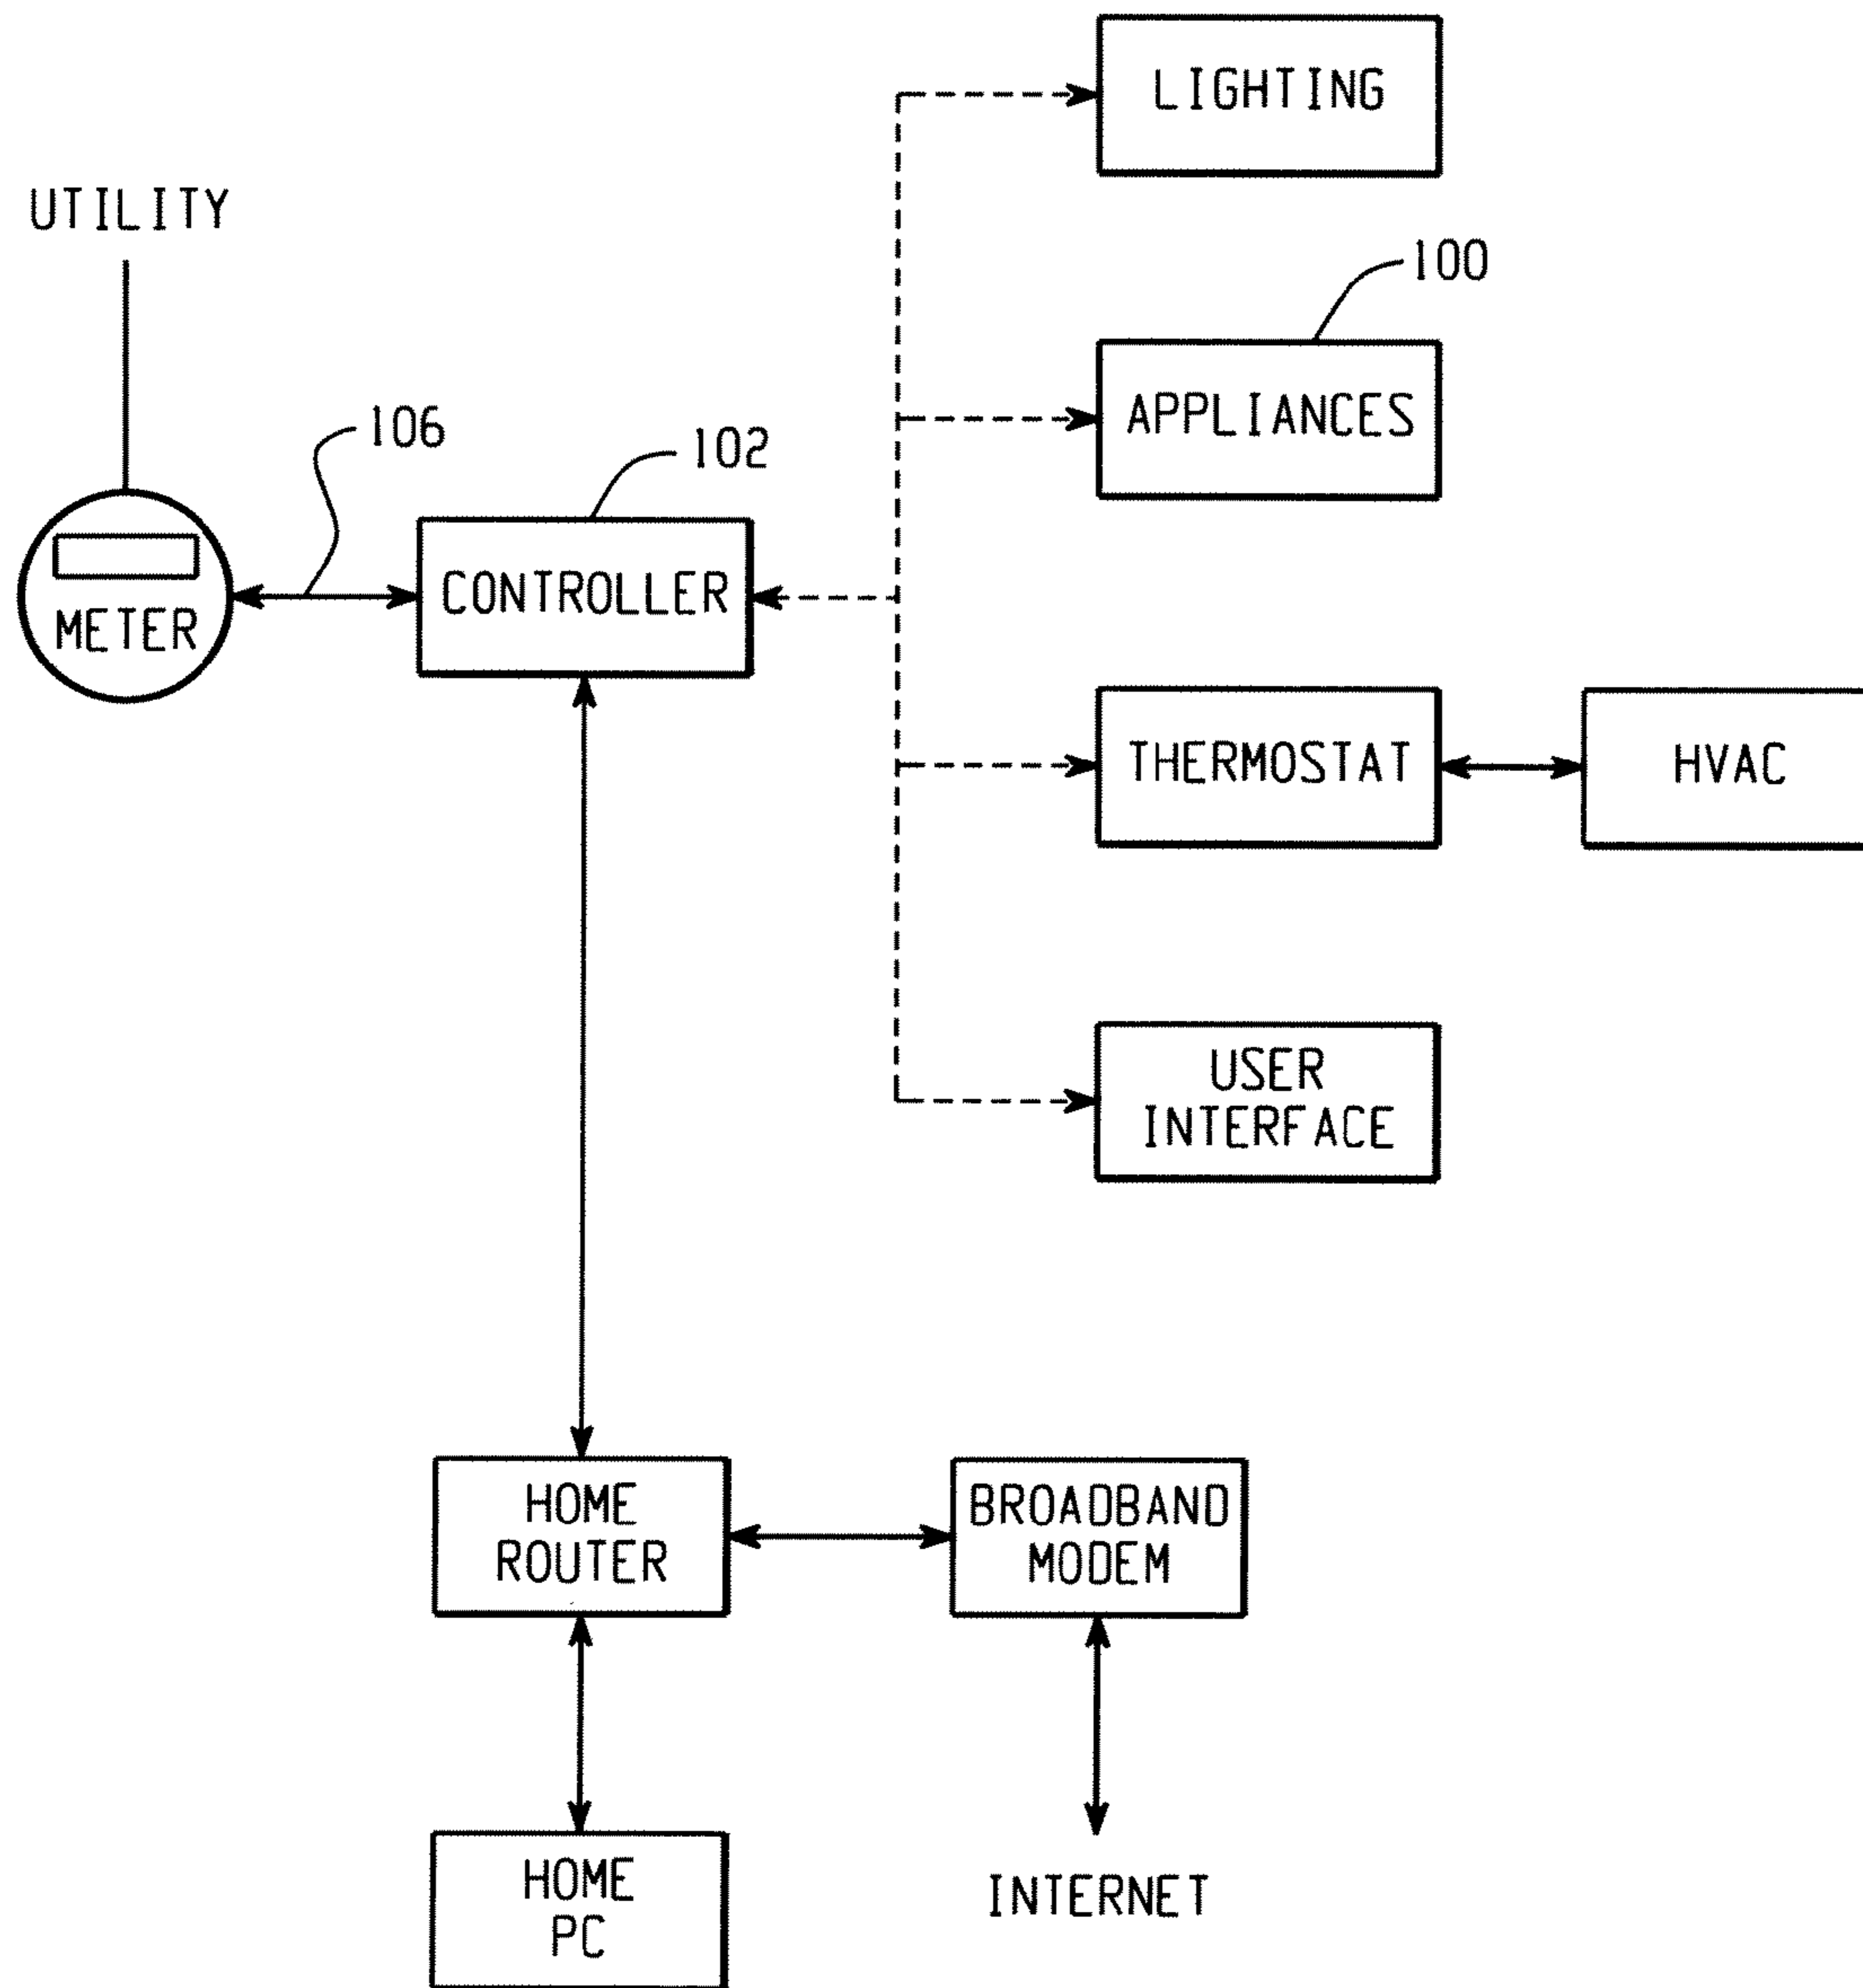 LIGHTING
UTILITY
100
APPLIANCES
106
102
CONTROLLER
METER
THERMOSTAT
HVAC
USER
INTERFACE
HOME
ROUTER
BROADBAND
MODEM
HOME
PC
INTERNET